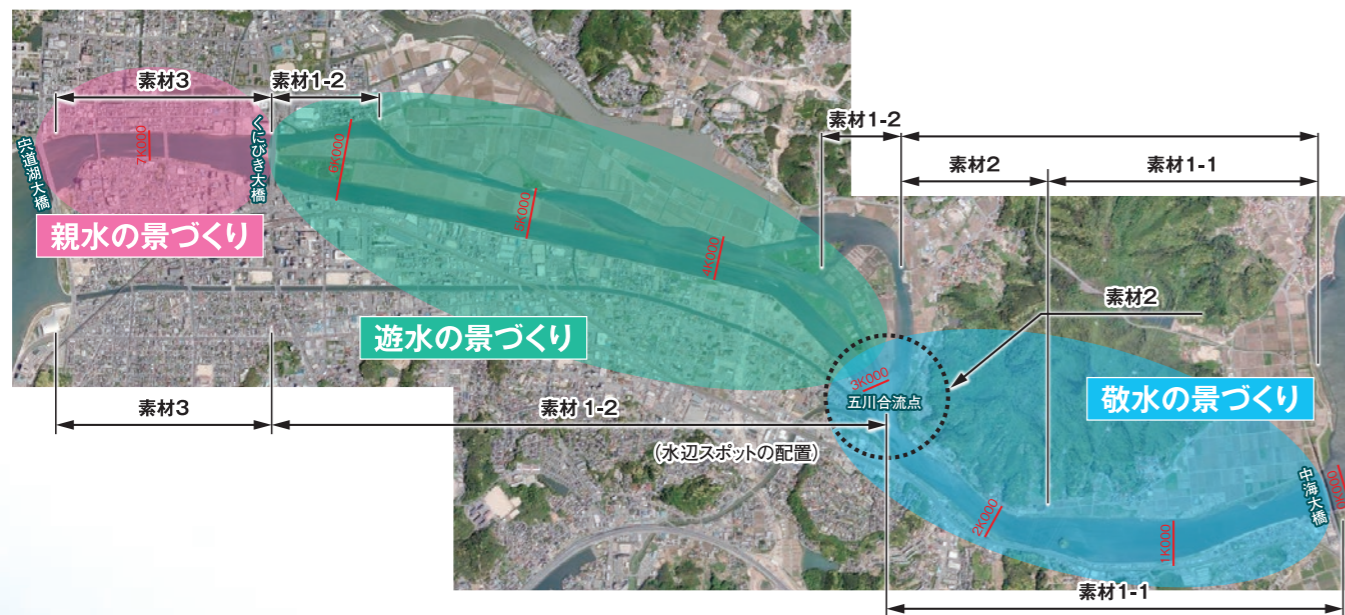 素材3
素材1-2
宍道湖大橋
7K000
くにびき大橋
6K000
親水の景づくり
5K000
4K000
素材1-2
素材2
素材1-1
素材2
遊水の景づくり
3K000
五川合流点
敬水の景づくり
素材3
素材 1-2
(水辺スポットの配置)
2K000
1K000
中海大橋
0K000
素材1-1